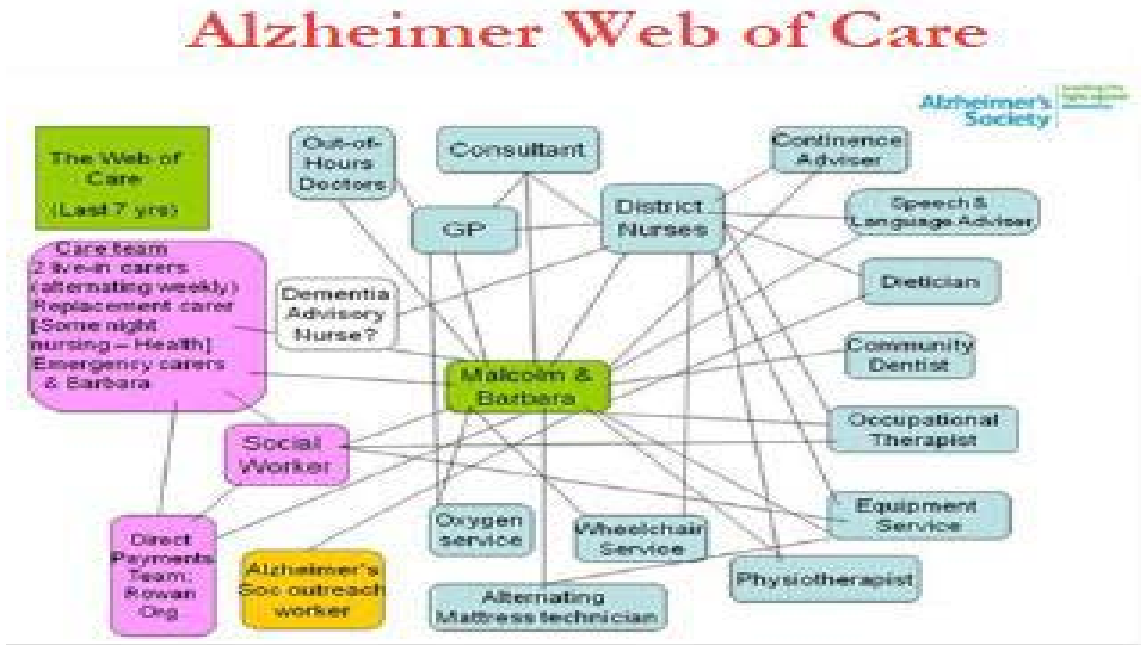 Alzheimer Web of Care
Alzheimer's
Society
The Web of
Care
(Last 7 yrs)
Out-of-
Hours
Doctors
Consultant
Continence
Adviser
GP
District
Nurses
Speech &
Language Adviser
Care team
2 live-in carers
(alternating weekly)
Replacement carer
[Some night
nursing – Health]
Emergency carers
& Barbara
Dementia
Advisory
Nurse?
Dietician
Community
Dentist
Malcolm &
Barbara
Social
Worker
Occupational
Therapist
Direct
Payments
Team:
Rowan
Org
Alzheimer's
Soc outreach
worker
Oxygen
service
Wheelchair
Service
Equipment
Service
Alternating
Mattress technician
Physiotherapist